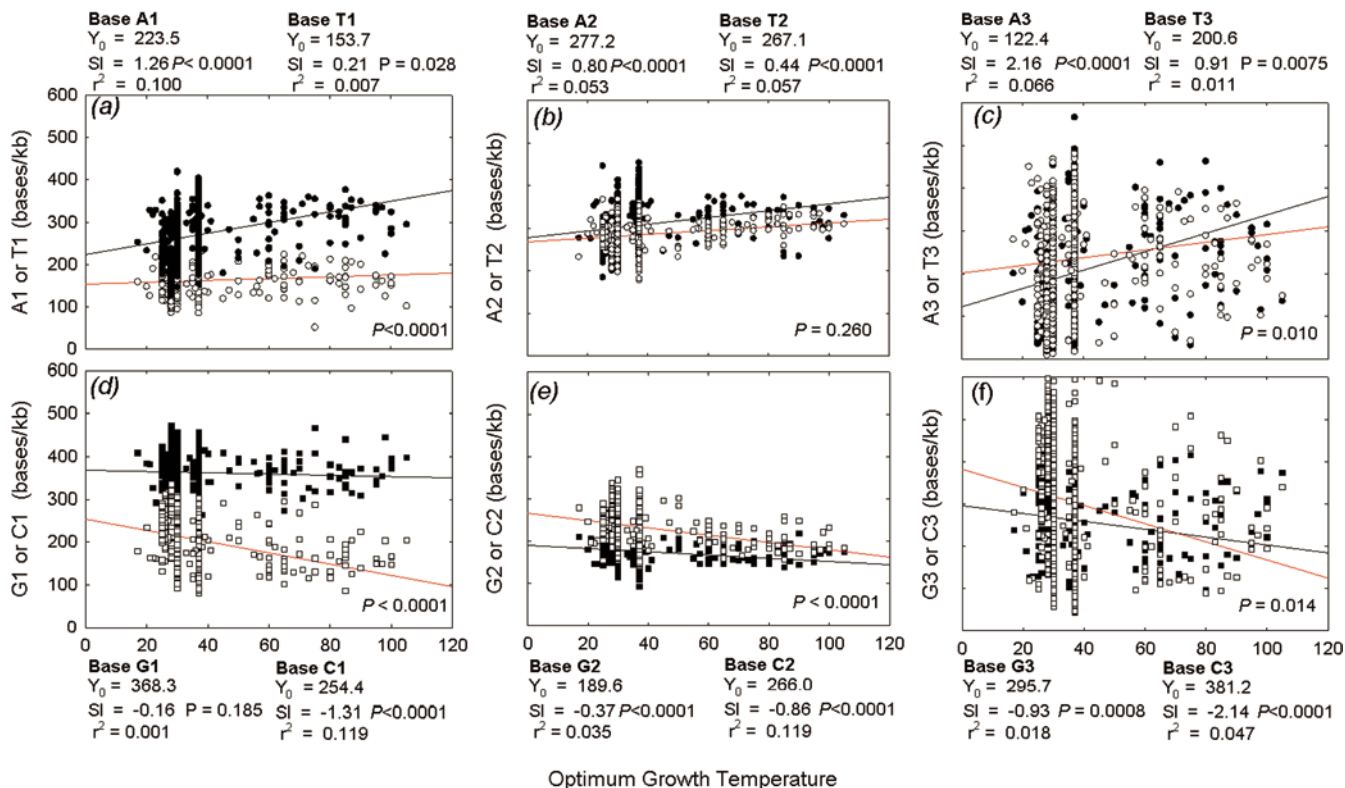 Base A1 Base T1
Y0 = 223.5 Y0 = 153.7
SI = 1.26 P< 0.0001 SI = 0.21 P = 0.028
r2 = 0.100 r2 = 0.007
Base A2 Base T2
Y0 = 277.2 Y0 = 267.1
SI = 0.80 P<0.0001 SI = 0.44 P<0.0001
r2 = 0.053 r2 = 0.057
Base A3 Base T3
Y0 = 122.4 Y0 = 200.6
SI = 2.16 P<0.0001 SI = 0.91 P = 0.0075
r2 = 0.066 r2 = 0.011
A1 or T1 (bases/kb)
600
500
400
300
200
100
0
(a)
P<0.0001
A2 or T2 (bases/kb)
(b)
P = 0.260
A3 or T3 (bases/kb)
(c)
P = 0.010
G1 or C1 (bases/kb)
600
500
400
300
200
100
0
(d)
P < 0.0001
0 20 40 60 80 100 120
G2 or C2 (bases/kb)
(e)
P < 0.0001
0 20 40 60 80 100 120
G3 or C3 (bases/kb)
(f)
P = 0.014
0 20 40 60 80 100 120
Base G1 Base C1
Y0 = 368.3 Y0 = 254.4
SI = -0.16 P = 0.185 SI = -1.31 P<0.0001
r2 = 0.001 r2 = 0.119
Base G2 Base C2
Y0 = 189.6 Y0 = 266.0
SI = -0.37 P<0.0001 SI = -0.86 P<0.0001
r2 = 0.035 r2 = 0.119
Base G3 Base C3
Y0 = 295.7 Y0 = 381.2
SI = -0.93 P = 0.0008 SI = -2.14 P<0.0001
r2 = 0.018 r2 = 0.047
Optimum Growth Temperature